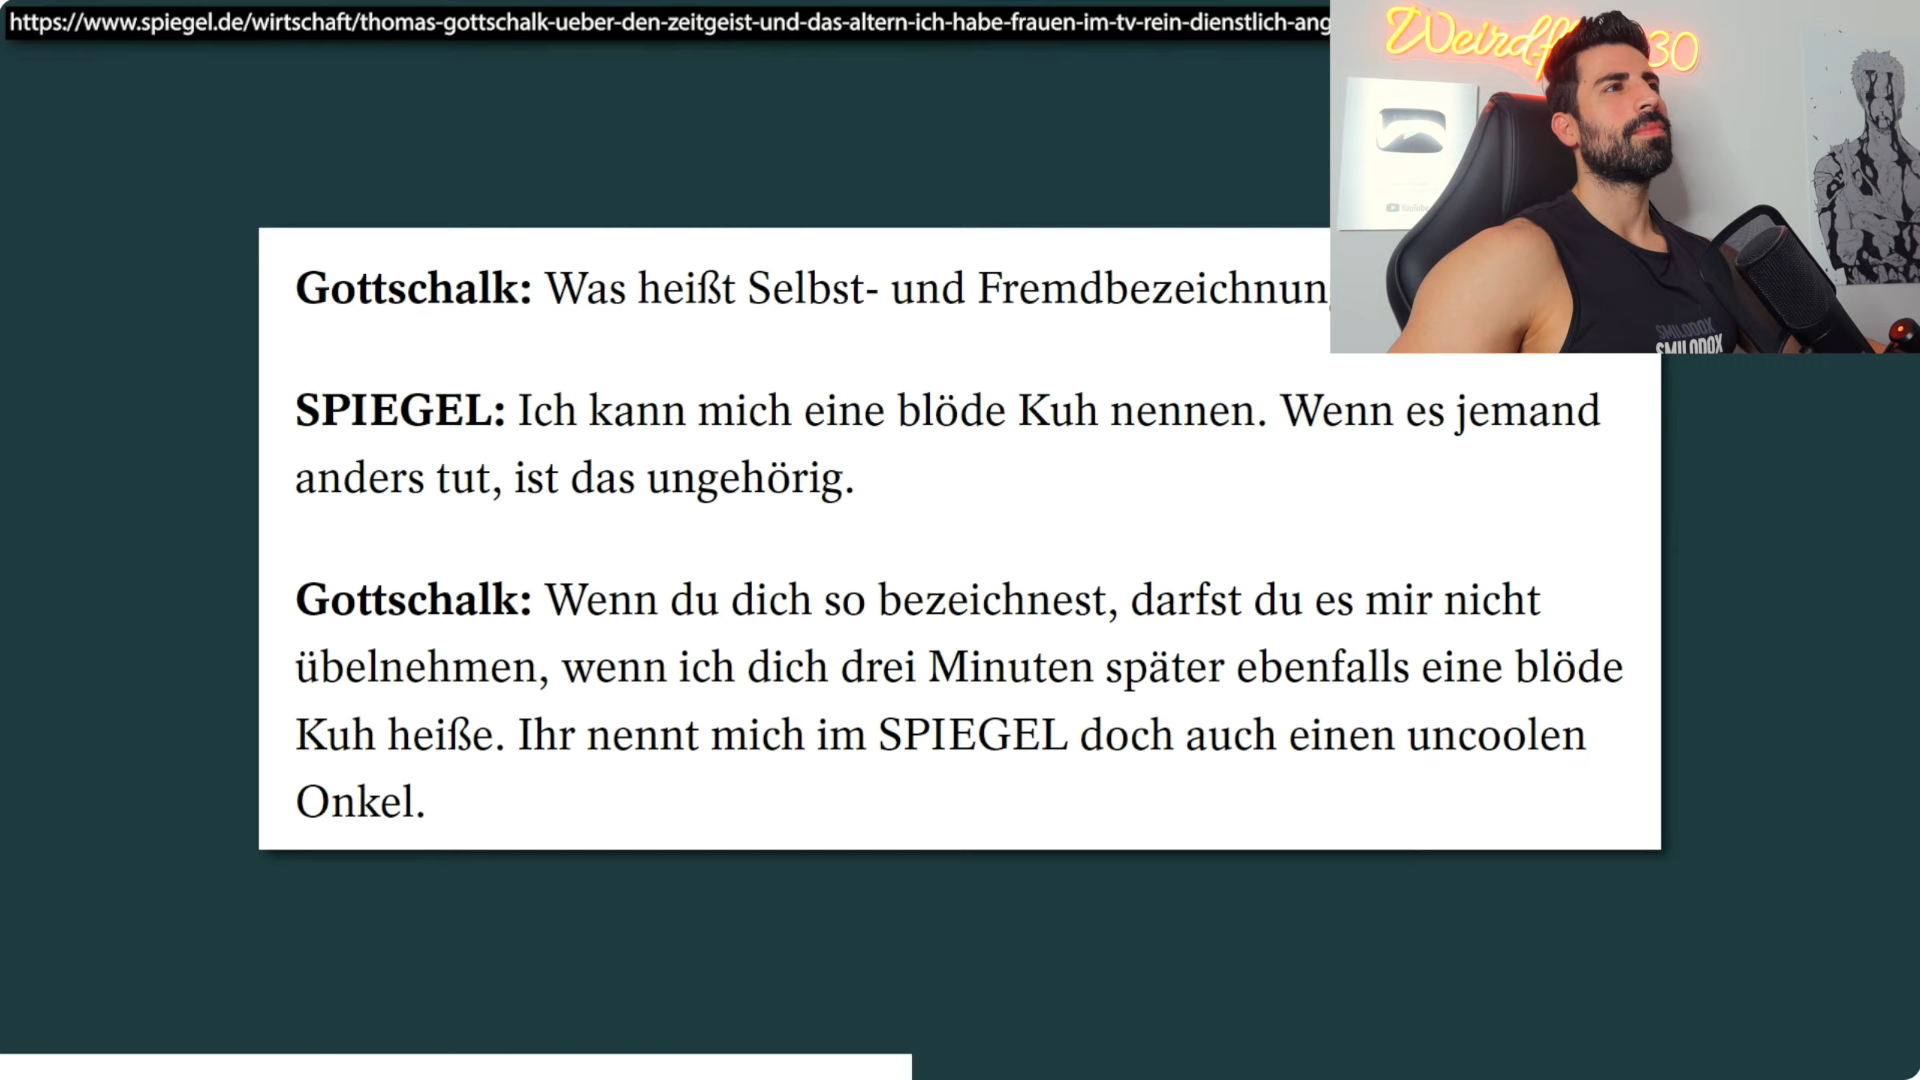 https://www.spiegel.de/wirtschaft/thomas-gottschalk-ueber-den-zeitgeist-und-das-altern-ich-habe-frauen-im-tv-rein-dienstlich-ang
30
YouTube
Gottschalk: Was heißt Selbst- und Fremdbezeichnun
SMILODOX
SMILODOX
SPIEGEL: Ich kann mich eine blöde Kuh nennen. Wenn es jemand
anders tut, ist das ungehörig.
Gottschalk: Wenn du dich so bezeichnest, darfst du es mir nicht
übelnehmen, wenn ich dich drei Minuten später ebenfalls eine blöde
Kuh heiße. Ihr nennt mich im SPIEGEL doch auch einen uncoolen
Onkel.